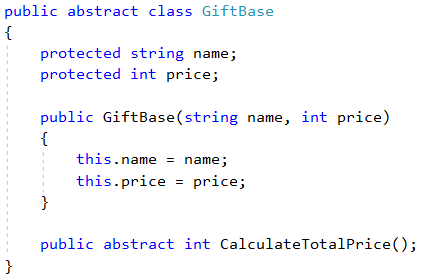 public abstract class GiftBase
{
    protected string name;
    protected int price;

    public GiftBase(string name, int price)
    {
        this.name = name;
        this.price = price;
    }

    public abstract int CalculateTotalPrice();
}